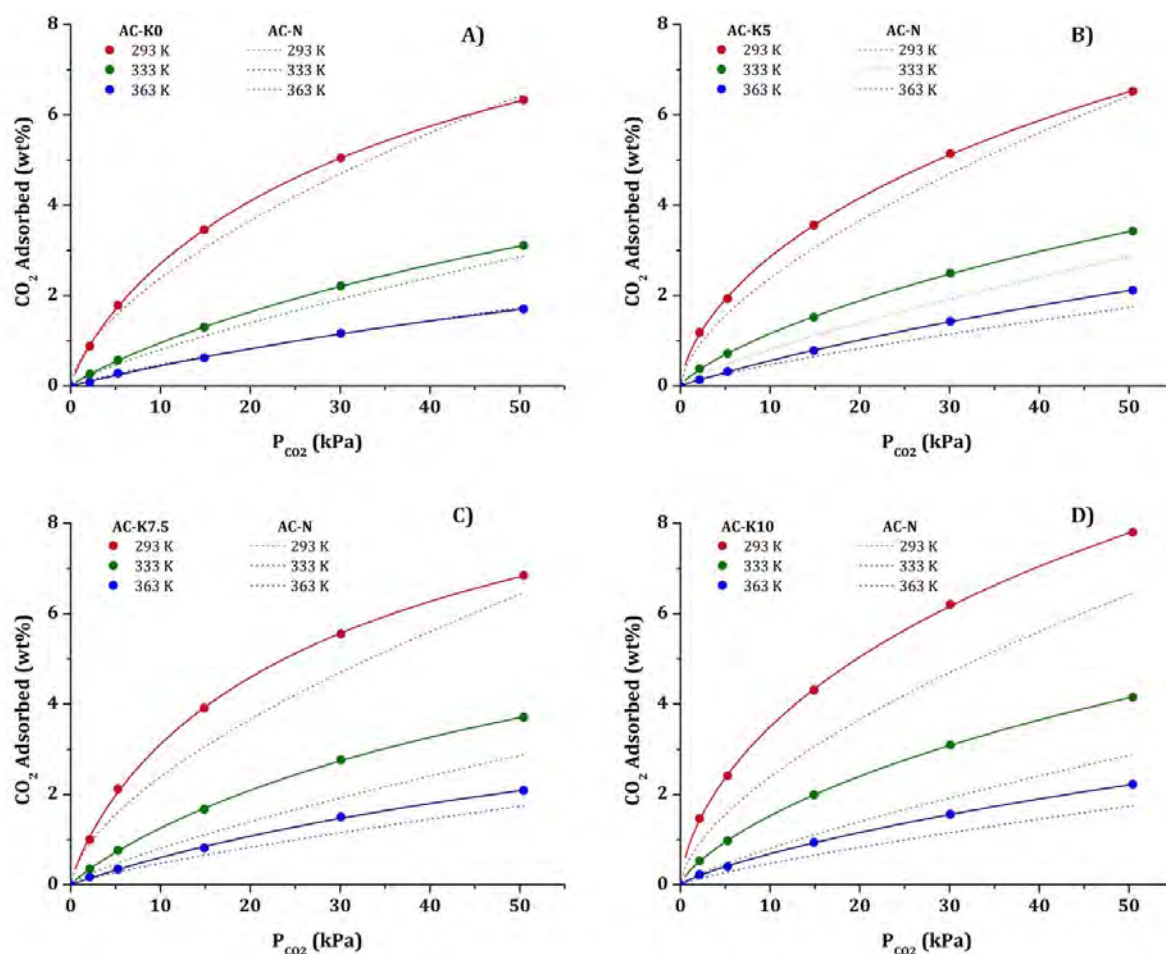 A)
AC-K0 AC-N
293 K 293 K
333 K 333 K
363 K 363 K
CO₂ Adsorbed (wt%)
8
6
4
2
0
0 10 20 30 40 50
P_CO2 (kPa)
B)
AC-K5 AC-N
293 K 293 K
333 K 333 K
363 K 363 K
CO₂ Adsorbed (wt%)
8
6
4
2
0
0 10 20 30 40 50
P_CO2 (kPa)
C)
AC-K7.5 AC-N
293 K 293 K
333 K 333 K
363 K 363 K
CO₂ Adsorbed (wt%)
8
6
4
2
0
0 10 20 30 40 50
P_CO2 (kPa)
D)
AC-K10 AC-N
293 K 293 K
333 K 333 K
363 K 363 K
CO₂ Adsorbed (wt%)
8
6
4
2
0
0 10 20 30 40 50
P_CO2 (kPa)